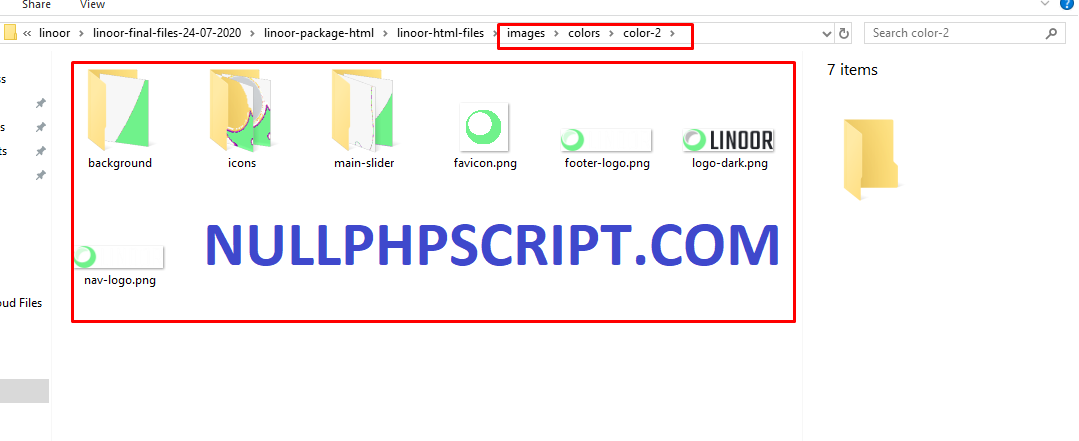 Share View
« linoor > linoor-final-files-24-07-2020 > linoor-package-html > linoor-html-files > images > colors > color-2 >
Search color-2
7 items
ts
background icons main-slider favicon.png footer-logo.png logo-dark.png
LINOOR
NULLPHPSCRIPT.COM
nav-logo.png
oud Files